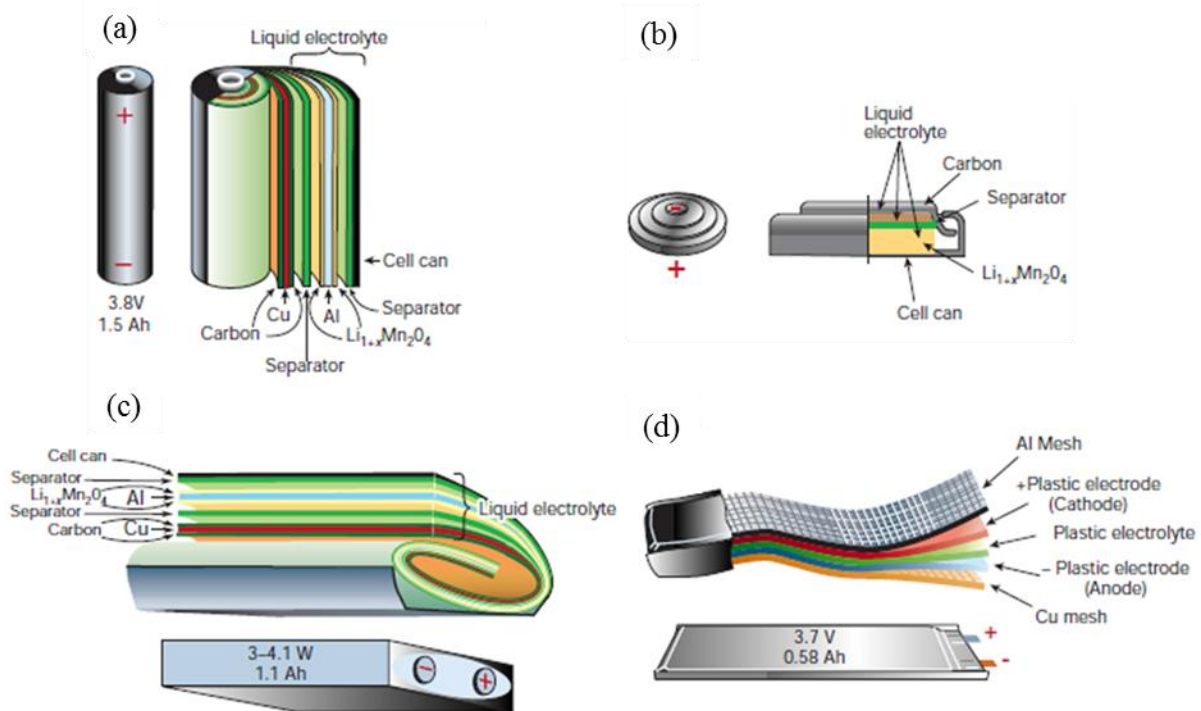 (a)
Liquid electrolyte
+
−
3.8V
1.5 Ah
Cell can
Separator
Cu
Al
Carbon
Li1+xMn2O4
Separator
(b)
Liquid
electrolyte
Carbon
Separator
−
+
Li1+xMn2O4
Cell can
(c)
Cell can
Separator
Li1+xMn2O4
Al
Separator
Carbon
Cu
Liquid electrolyte
3–4.1 W
1.1 Ah
−
+
(d)
Al Mesh
+Plastic electrode
(Cathode)
Plastic electrolyte
− Plastic electrode
(Anode)
Cu mesh
3.7 V
0.58 Ah
+
-